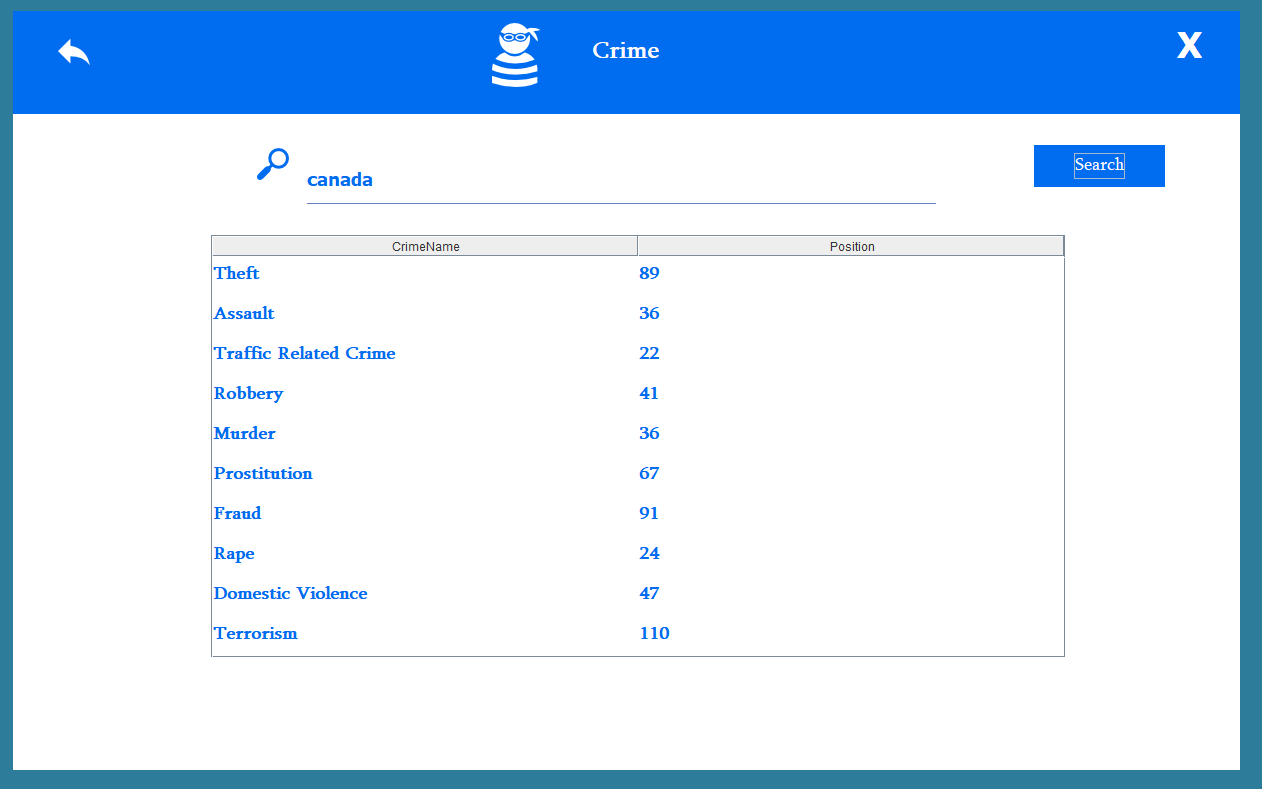 Crime X
canada Search
CrimeName Position
Theft 89
Assault 36
Traffic Related Crime 22
Robbery 41
Murder 36
Prostitution 67
Fraud 91
Rape 24
Domestic Violence 47
Terrorism 110